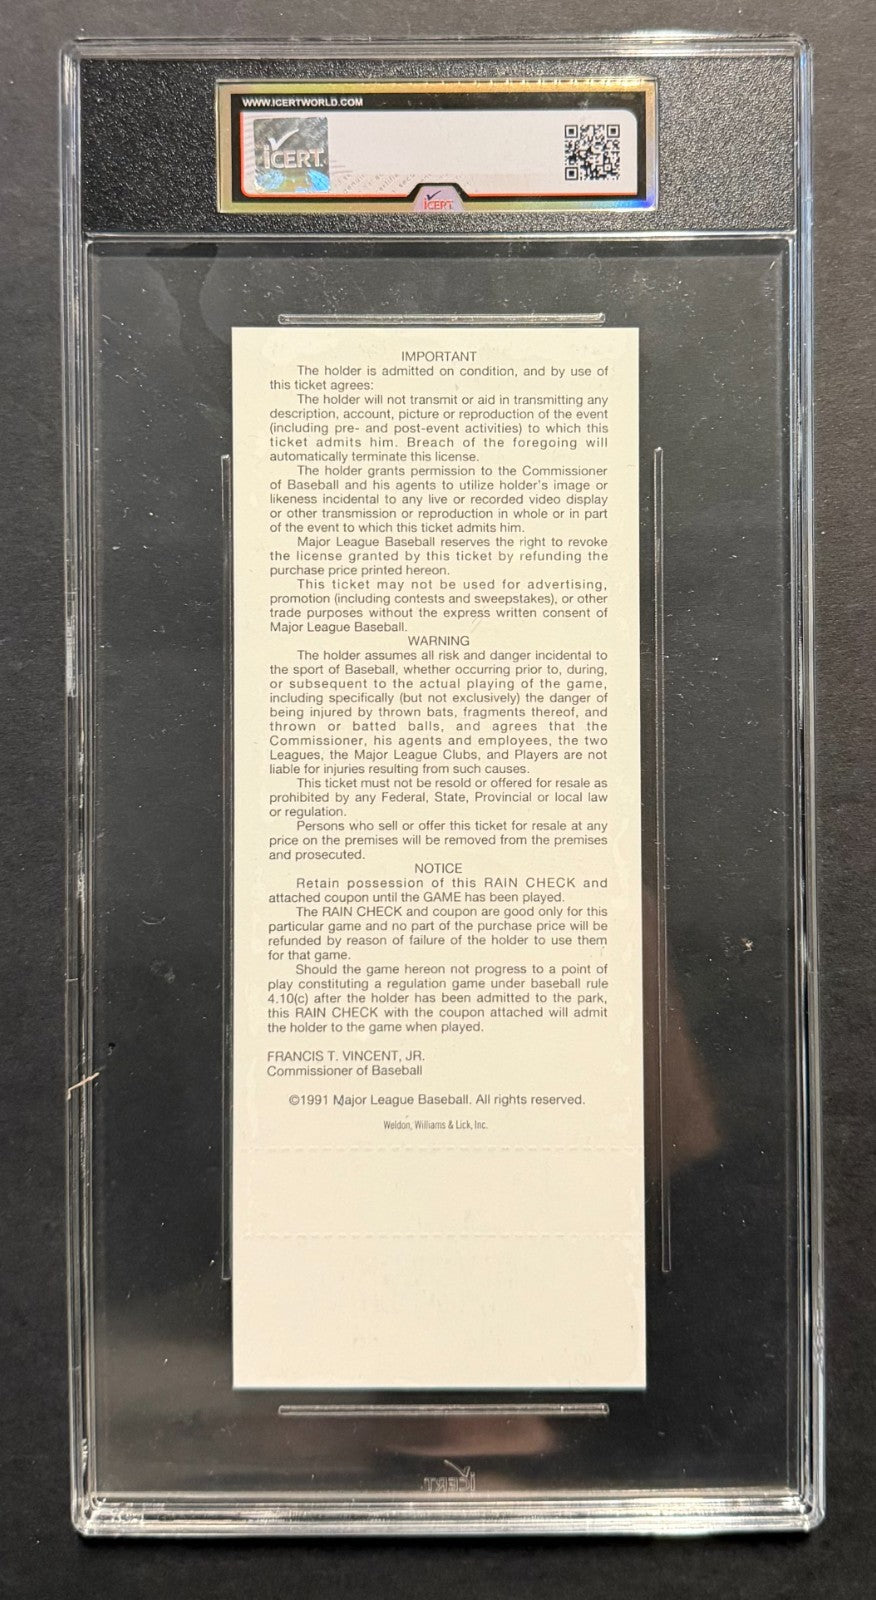 WWW.ICERTWORLD.COM
iCERT
iCERT
IMPORTANT
The holder is admitted on condition, and by use of
this ticket agrees:
The holder will not transmit or aid in transmitting any
description, account, picture or reproduction of the event
(including pre- and post-event activities) to which this
ticket admits him. Breach of the foregoing will
automatically terminate this license.
The holder grants permission to the Commissioner
of Baseball and his agents to utilize holder's image or
likeness incidental to any live or recorded video display
or other transmission or reproduction in whole or in part
of the event to which this ticket admits him.
Major League Baseball reserves the right to revoke
the license granted by this ticket by refunding the
purchase price printed hereon.
This ticket may not be used for advertising,
promotion (including contests and sweepstakes), or other
trade purposes without the express written consent of
Major League Baseball.
WARNING
The holder assumes all risk and danger incidental to
the sport of Baseball, whether occurring prior to, during,
or subsequent to the actual playing of the game,
including specifically (but not exclusively) the danger of
being injured by thrown bats, fragments thereof, and
thrown or batted balls, and agrees that the
Commissioner, his agents and employees, the two
Leagues, the Major League Clubs, and Players are not
liable for injuries resulting from such causes.
This ticket must not be resold or offered for resale as
prohibited by any Federal, State, Provincial or local law
or regulation.
Persons who sell or offer this ticket for resale at any
price on the premises will be removed from the premises
and prosecuted.
NOTICE
Retain possession of this RAIN CHECK and
attached coupon until the GAME has been played.
The RAIN CHECK and coupon are good only for this
particular game and no part of the purchase price will be
refunded by reason of failure of the holder to use them
for that game.
Should the game hereon not progress to a point of
play constituting a regulation game under baseball rule
4.10(c) after the holder has been admitted to the park,
this RAIN CHECK with the coupon attached will admit
the holder to the game when played.
FRANCIS T. VINCENT, JR.
Commissioner of Baseball
©1991 Major League Baseball. All rights reserved.
Weldon, Williams & Lick, Inc.
iCERT